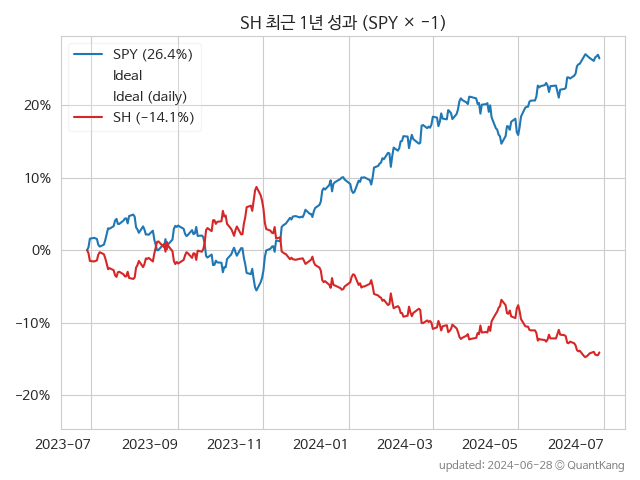 SH 최근 1년 성과 (SPY × −1)
SPY (26.4%)
Ideal
Ideal (daily)
SH (−14.1%)
20%
10%
0%
−10%
−20%
2023-07 2023-09 2023-11 2024-01 2024-03 2024-05 2024-07
updated: 2024-06-28 © QuantKang